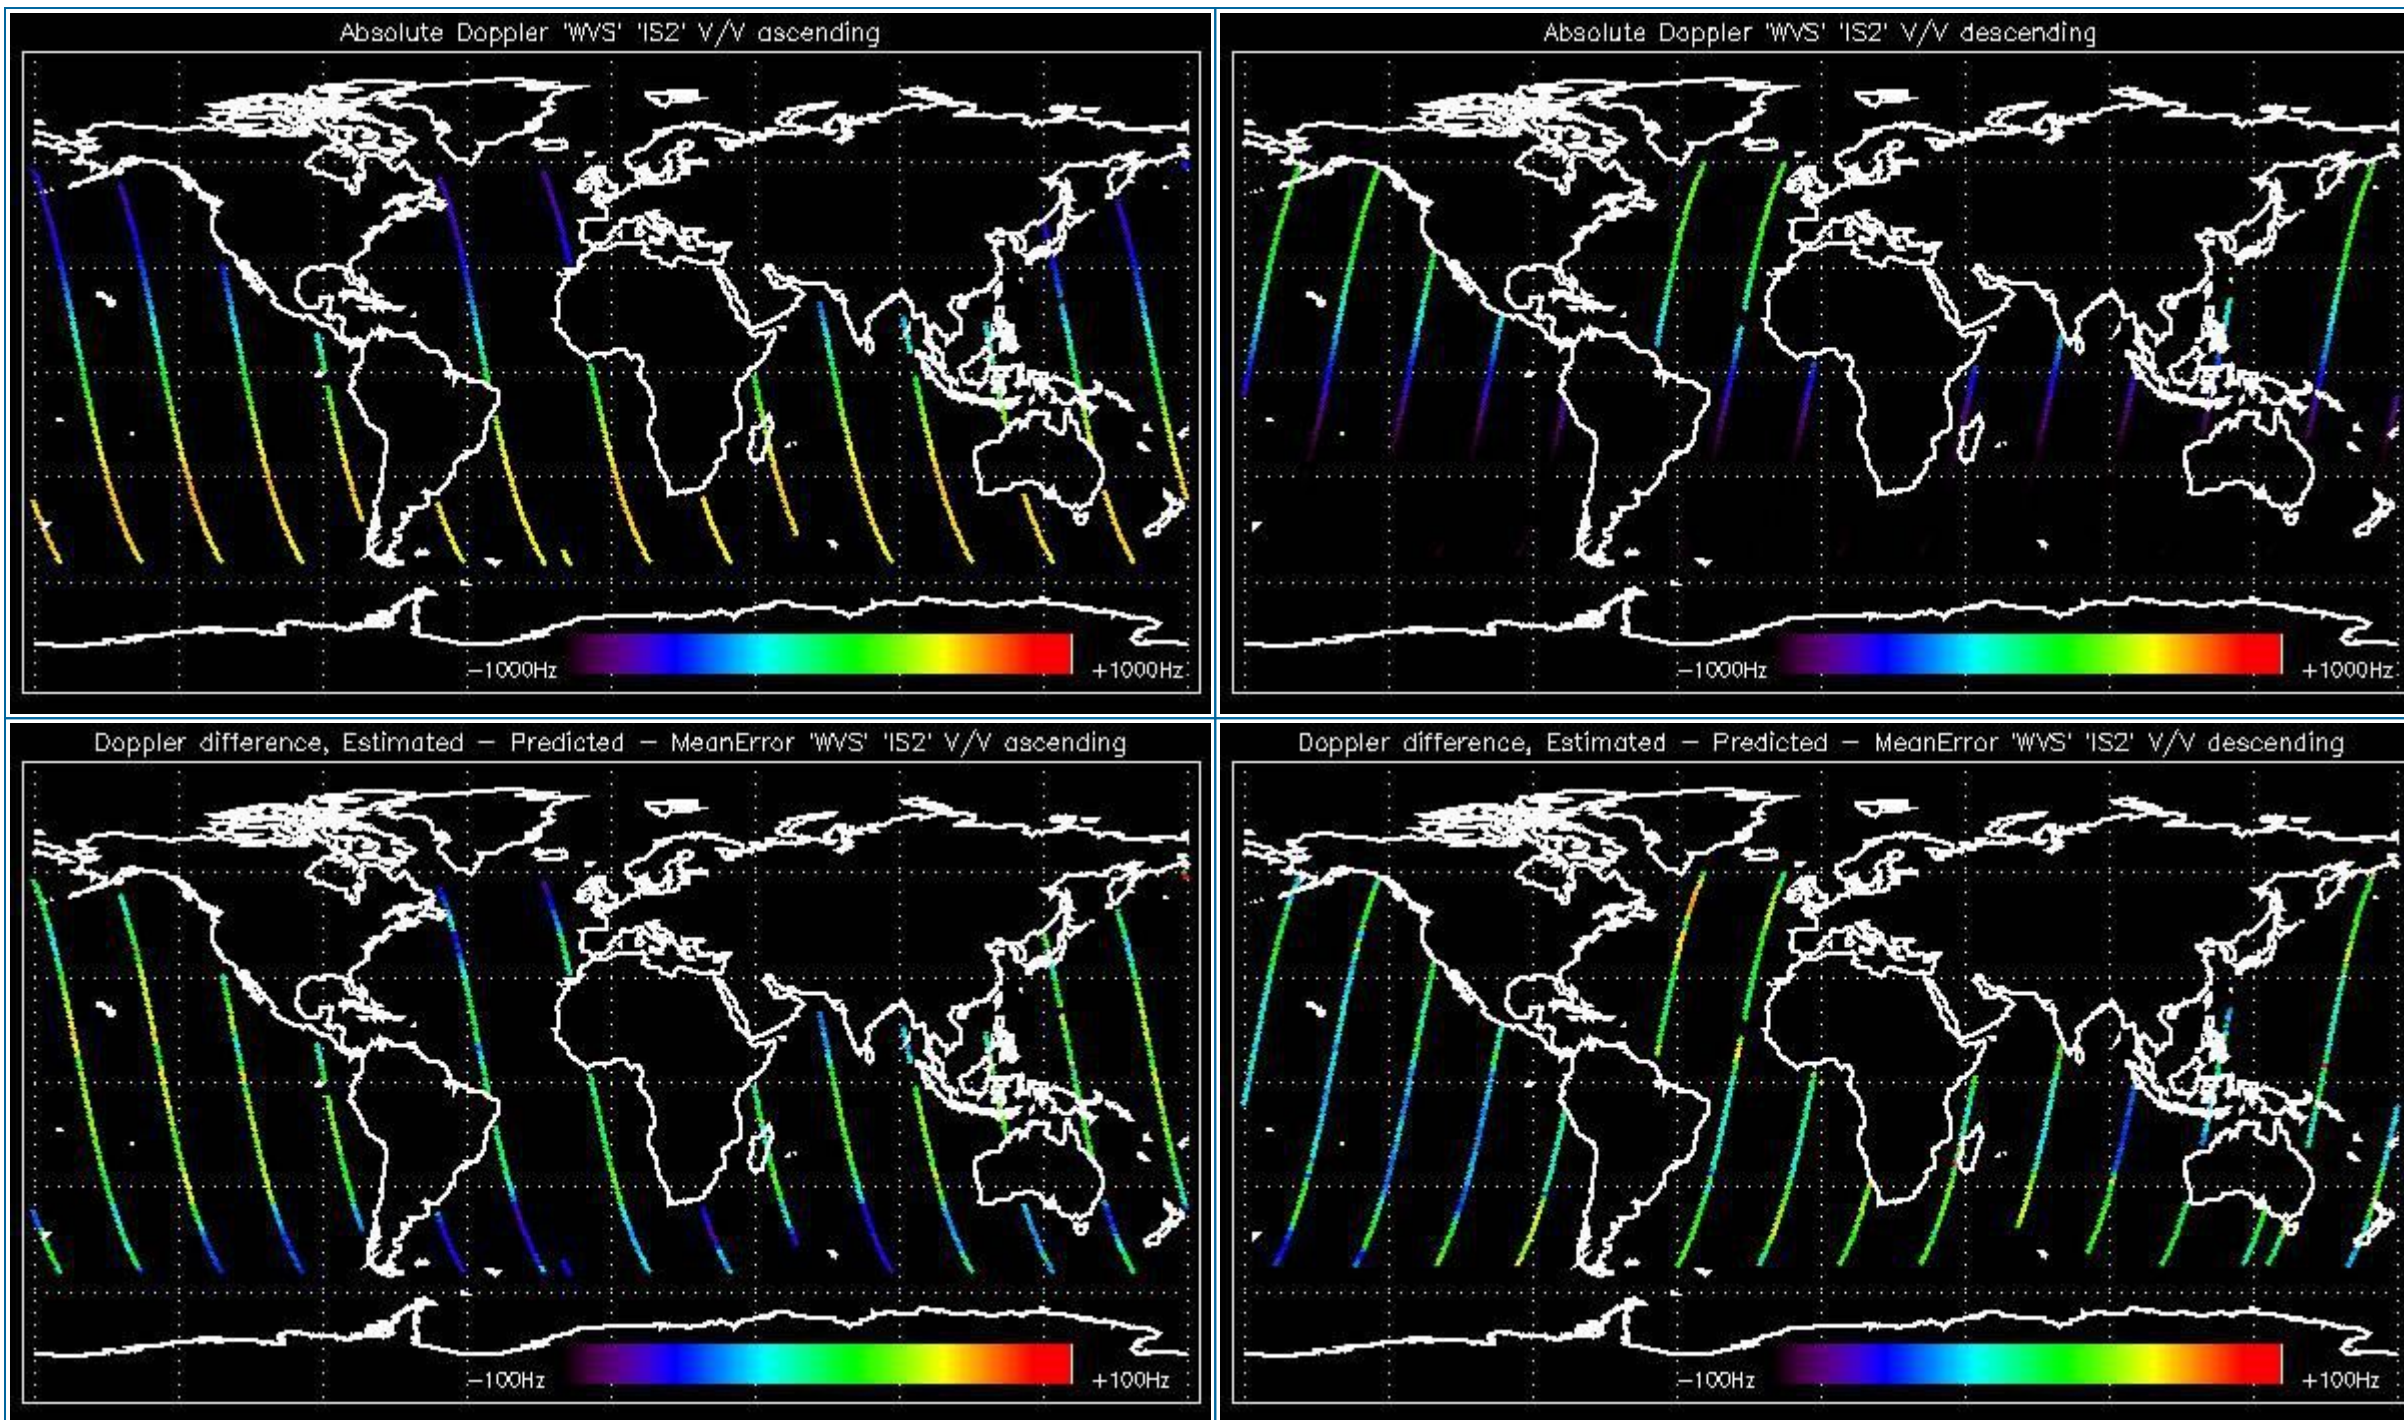 Absolute Doppler 'WVS' 'IS2' V/V ascending
-1000Hz
+1000Hz
Absolute Doppler 'WVS' 'IS2' V/V descending
-1000Hz
+1000Hz
Doppler difference, Estimated - Predicted - MeanError 'WVS' 'IS2' V/V ascending
-100Hz
+100Hz
Doppler difference, Estimated - Predicted - MeanError 'WVS' 'IS2' V/V descending
-100Hz
+100Hz